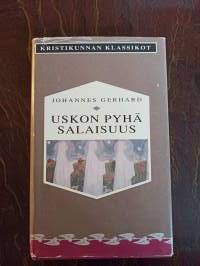 KRISTIKUNNAN KLASSIKOT
JOHANNES GERHARD
USKON PYHÄ
SALAISUUS